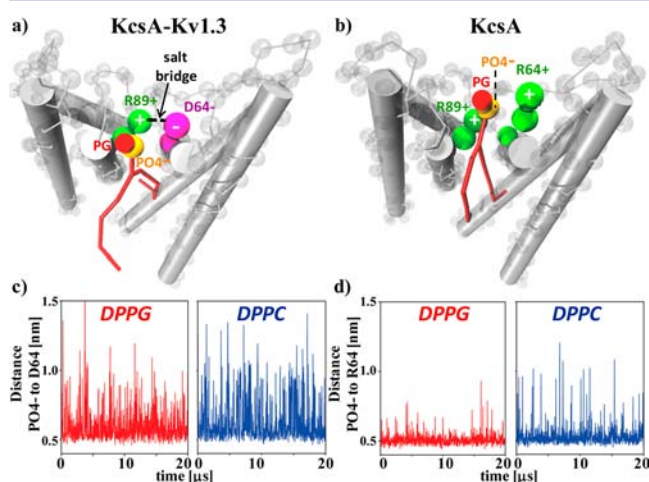 a) KcsA-Kv1.3
salt
bridge
R89+
D64-
+
-
PG
PO4-
b) KcsA
PO4-
PG
R64+
R89+
+
+
c)
DPPG
DPPC
Distance
PO4- to D64 [nm]
1.5
1.0
0.5
0 10 20
0 10 20
time [µs]
d)
DPPG
DPPC
Distance
PO4- to R64 [nm]
1.5
1.0
0.5
0 10 20
0 10 20
time [µs]